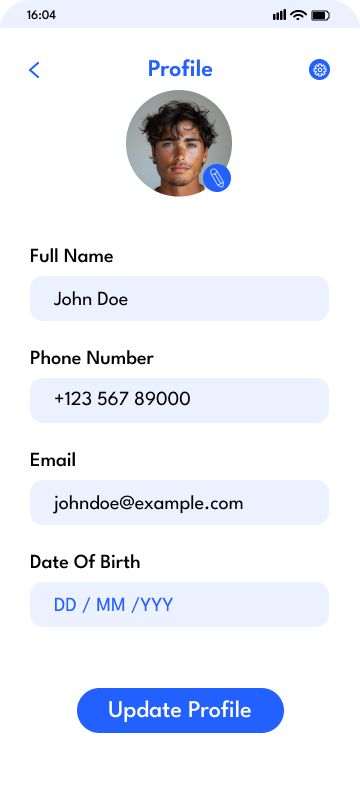 16:04
Profile
Full Name
John Doe
Phone Number
+123 567 89000
Email
johndoe@example.com
Date Of Birth
DD / MM /YYY
Update Profile